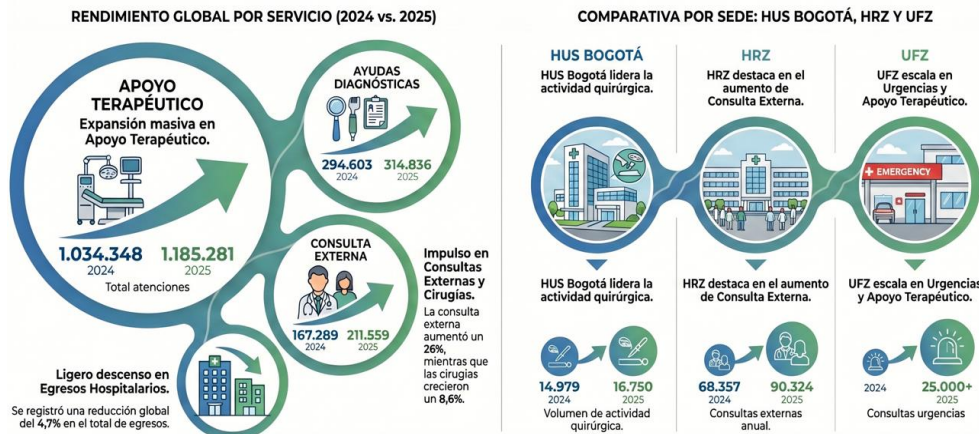 RENDIMIENTO GLOBAL POR SERVICIO (2024 vs. 2025)
APOYO
TERAPÉUTICO
Expansión masiva en
Apoyo Terapéutico.
1.034.348
2024
1.185.281
2025
Total atenciones
AYUDAS
DIAGNÓSTICAS
294.603
2024
314.836
2025
CONSULTA
EXTERNA
167.289
2024
211.559
2025
Impulso en
Consultas
Externas y
Cirugías.
La consulta
externa
aumentó un
26%,
mientras que
las cirugías
crecieron
un 8,6%.
Ligero descenso en
Egresos Hospitalarios.
Se registró una reducción global
del 4,7% en el total de egresos.
COMPARATIVA POR SEDE: HUS BOGOTÁ, HRZ Y UFZ
HUS BOGOTÁ
HUS Bogotá lidera la
actividad quirúrgica.
HUS Bogotá lidera la
actividad quirúrgica.
14.979
2024
16.750
2025
Volumen de actividad
quirúrgica.
HRZ
HRZ destaca en el
aumento de
Consulta Externa.
HRZ destaca en el aumento
de Consulta Externa.
68.357
2024
90.324
2025
Consultas externas
anual.
UFZ
UFZ escala en
Urgencias y
Apoyo Terapéutico.
EMERGENCY
UFZ escala en Urgencias
y Apoyo Terapéutico.
2024
25.000+
2025
Consultas urgencias